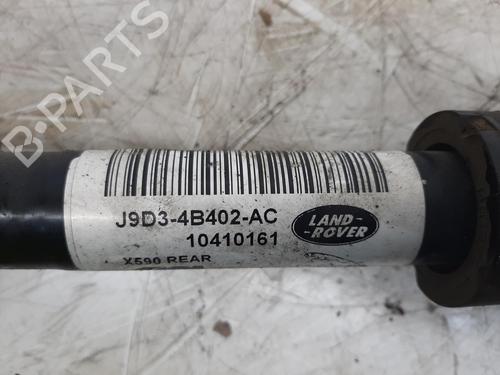 B-PARTS
J9D3-4B402-AC
10410161
LAND-
-ROVER
X590 REAR